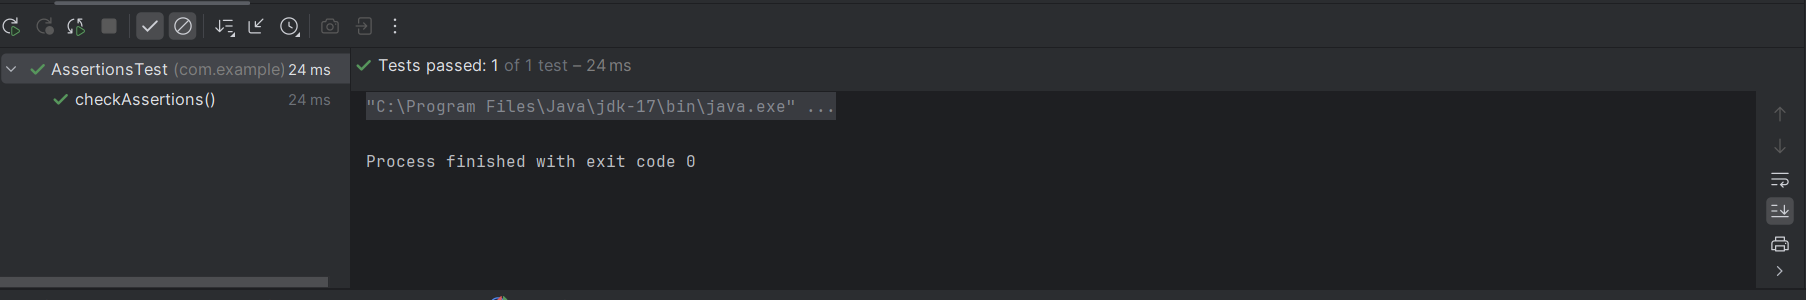 AssertionsTest (com.example) 24 ms
checkAssertions() 24 ms
Tests passed: 1 of 1 test – 24 ms
"C:\Program Files\Java\jdk-17\bin\java.exe" ...
Process finished with exit code 0